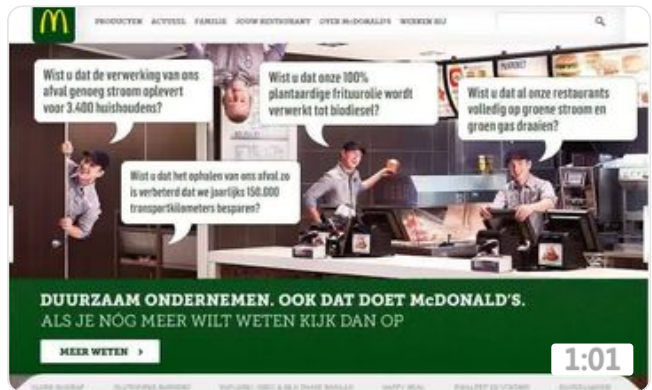 PRODUCTEN ACTUEEL FAMILIE JOUW RESTAURANT OVER McDONALD'S WERKEN BIJ
Wist u dat de verwerking van ons
afval genoeg stroom oplevert
voor 3.400 huishoudens?
Wist u dat onze 100%
plantaardige frituurolie wordt
verwerkt tot biodiesel?
Wist u dat al onze restaurants
volledig op groene stroom en
groen gas draaien?
Wist u dat het ophalen van ons afval zo
is verbeterd dat we jaarlijks 150.000
transportkilometers besparen?
DUURZAAM ONDERNEMEN. OOK DAT DOET McDONALD'S.
ALS JE NÓG MEER WILT WETEN KIJK DAN OP
MEER WETEN >
1:01
HAPPY MEAL